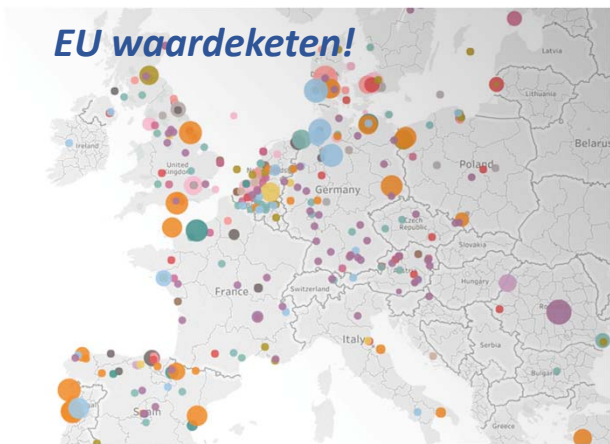 EU waardeketen!
Latvia
Lithuania
Belarus
Ireland
United
Kingdom
Poland
Germany
Czech
Republic
Slovakia
France
Switzerland
Hungary
Italy
Serbia
Bulgaria
Spain
Greece